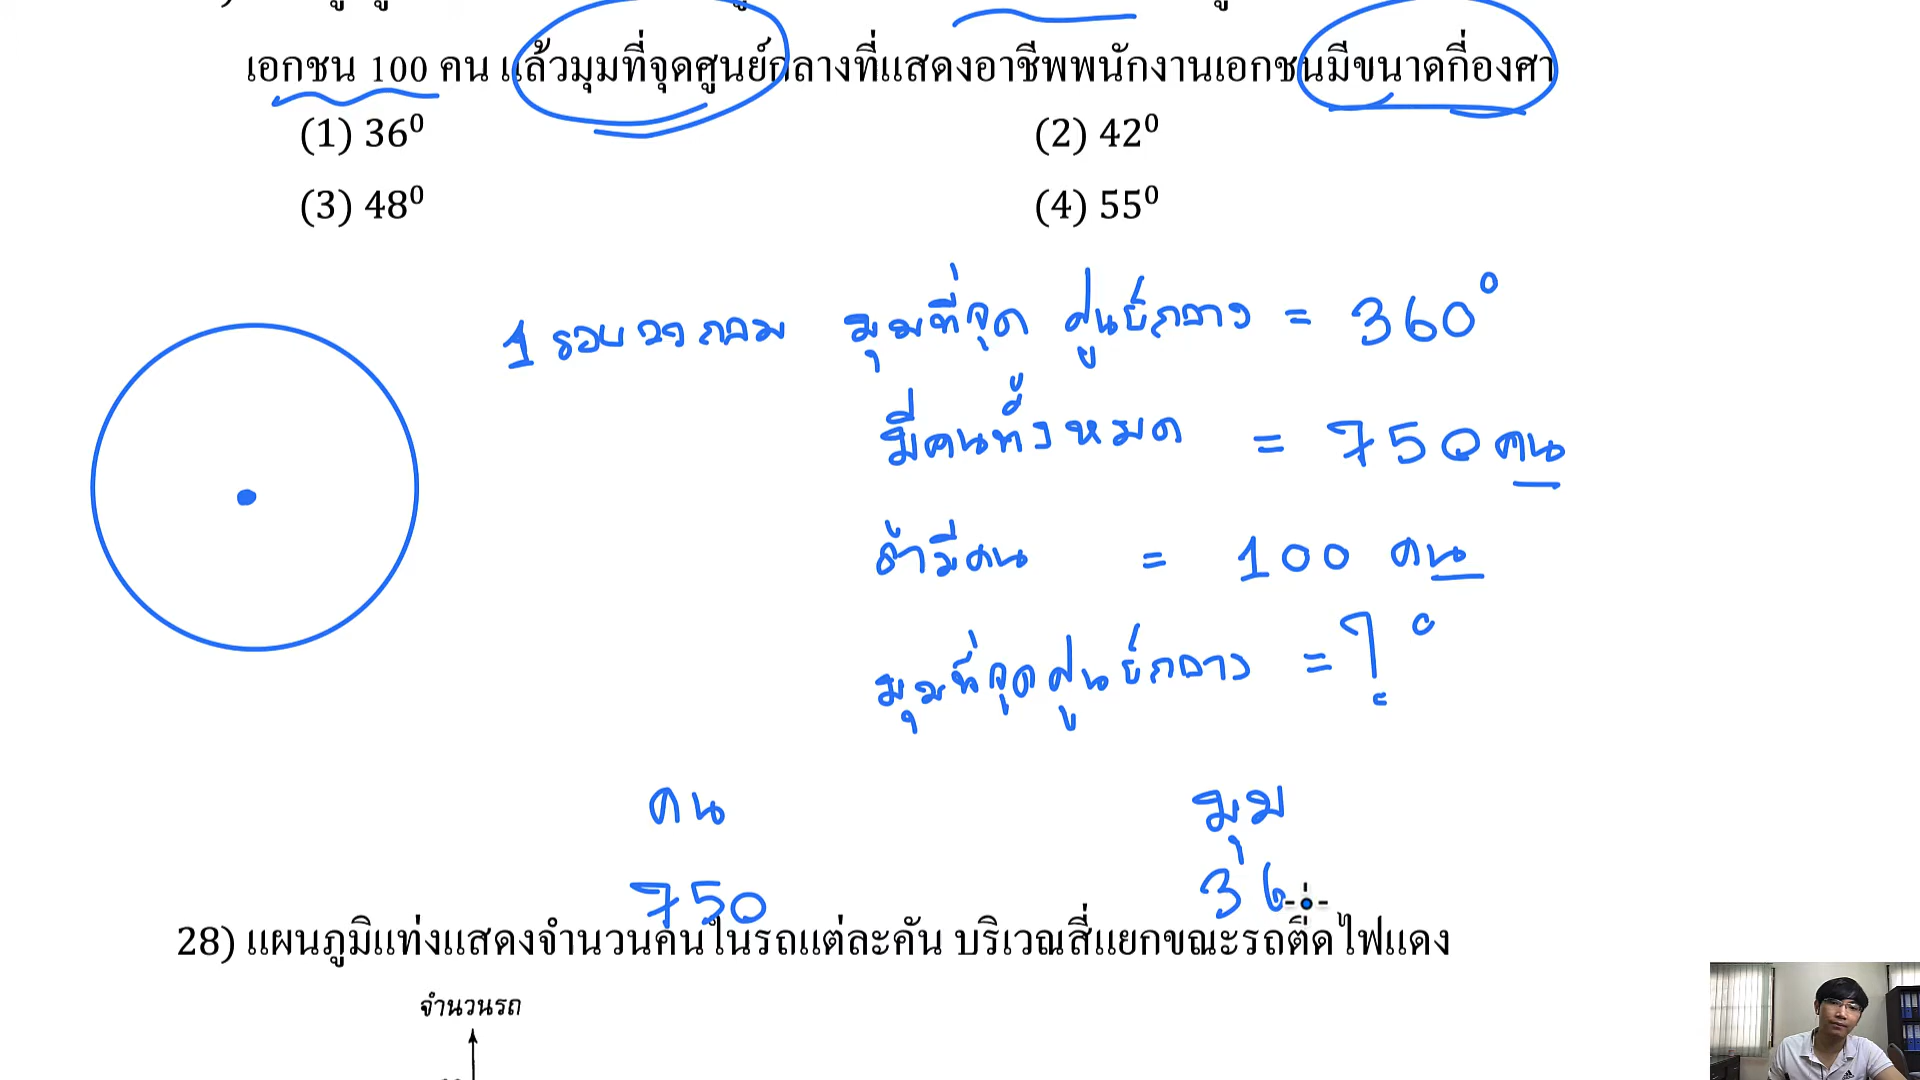 เอกชน 100 คน แล้วมุมที่จุดศูนย์กลางที่แสดงอาชีพพนักงานเอกชนมีขนาดกี่องศา
(1) 36⁰ (2) 42⁰
(3) 48⁰ (4) 55⁰
1 รอบวงกลม มุมที่จุดศูนย์กลาง = 360°
มีคนทั้งหมด = 750 คน
ถ้ามีคน = 100 คน
มุมที่จุดศูนย์กลาง = ? °
คน มุม
750 36
28) แผนภูมิแท่งแสดงจำนวนคนในรถแต่ละคัน บริเวณสี่แยกขณะรถติดไฟแดง
จำนวนรถ